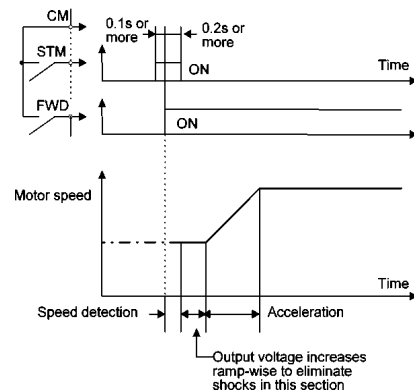 CM
0.1s or
more
0.2s or
more
STM
ON
Time
FWD
ON
Motor speed
Time
Speed detection
Acceleration
Output voltage increases
ramp-wise to eliminate
shocks in this section